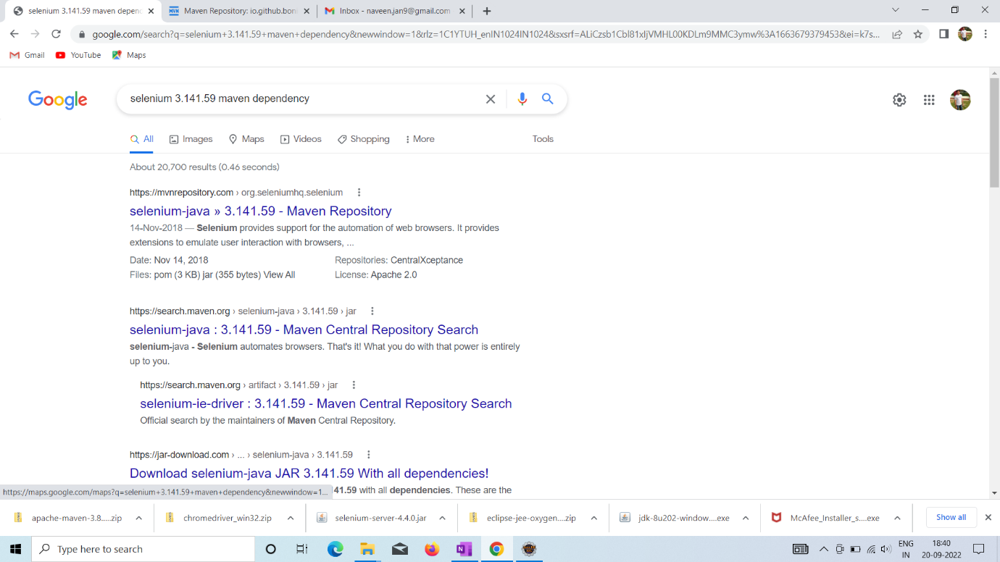 selenium 3.141.59 maven depend
MVN
Maven Repository: io.github.boni
Inbox - naveen.jan9@gmail.com
google.com/search?q=selenium+3.141.59+maven+dependency&newwindow=1&rlz=1C1YTUH_enIN1024IN1024&sxsrf=ALiCzsb1Cbl81xIjVMHL00KDLm9MMC3ymw%3A1663679379453&ei=k7s...
Gmail
YouTube
Maps
Google
selenium 3.141.59 maven dependency
All
Images
Maps
Videos
Shopping
More
Tools
About 20,700 results (0.46 seconds)
https://mvnrepository.com › org.seleniumhq.selenium
selenium-java » 3.141.59 - Maven Repository
14-Nov-2018 — Selenium provides support for the automation of web browsers. It provides
extensions to emulate user interaction with browsers, ...
Date: Nov 14, 2018
Repositories: CentralXceptance
Files: pom (3 KB) jar (355 bytes) View All
License: Apache 2.0
https://search.maven.org › selenium-java › 3.141.59 › jar
selenium-java : 3.141.59 - Maven Central Repository Search
selenium-java - Selenium automates browsers. That's it! What you do with that power is entirely
up to you.
https://search.maven.org › artifact › 3.141.59 › jar
selenium-ie-driver : 3.141.59 - Maven Central Repository Search
Official search by the maintainers of Maven Central Repository.
https://jar-download.com › ... › selenium-java › 3.141.59
Download selenium-java JAR 3.141.59 With all dependencies!
41.59 with all dependencies. These are the
https://maps.google.com/maps?q=selenium+3.141.59+maven+dependency&newwindow=1...
apache-maven-3.8.....zip
chromedriver_win32.zip
selenium-server-4.4.0.jar
eclipse-jee-oxygen....zip
jdk-8u202-window....exe
McAfee_Installer_s....exe
Show all
Type here to search
ENG
IN
18:40
20-09-2022